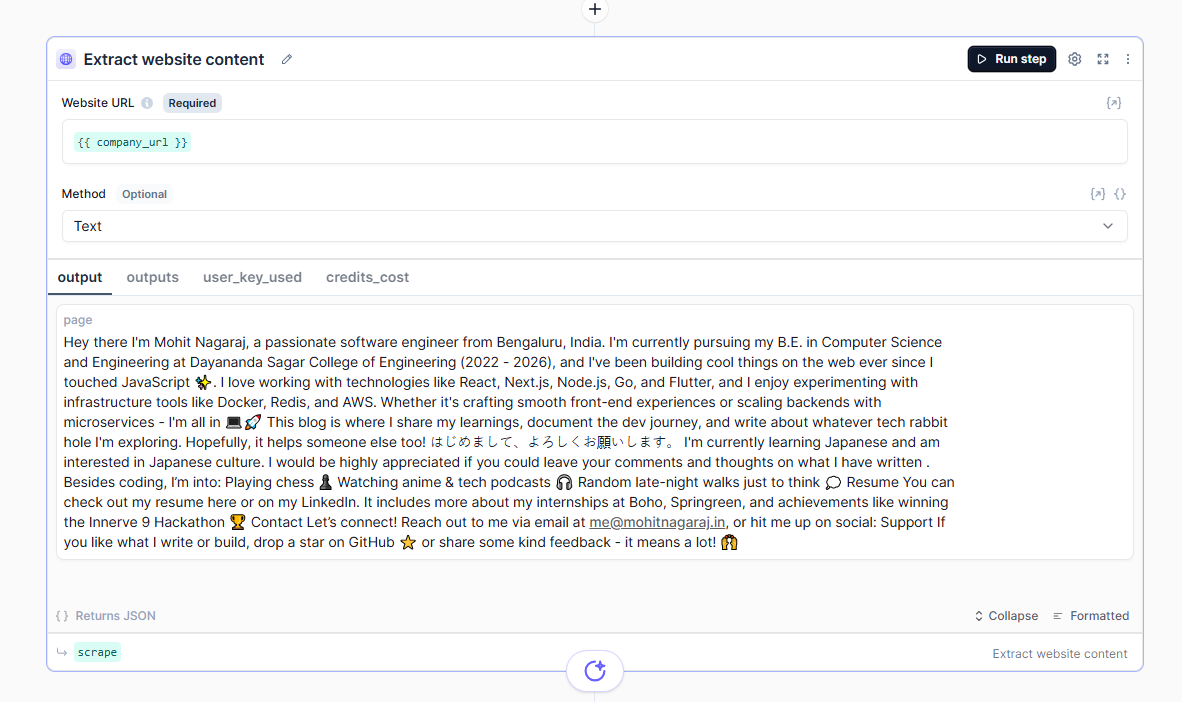 Extract website content
Run step
Website URL
Required
{{ company_url }}
Method
Optional
Text
output
outputs
user_key_used
credits_cost
page
Hey there I'm Mohit Nagaraj, a passionate software engineer from Bengaluru, India. I'm currently pursuing my B.E. in Computer Science
and Engineering at Dayananda Sagar College of Engineering (2022 - 2026), and I've been building cool things on the web ever since I
touched JavaScript ✨. I love working with technologies like React, Next.js, Node.js, Go, and Flutter, and I enjoy experimenting with
infrastructure tools like Docker, Redis, and AWS. Whether it's crafting smooth front-end experiences or scaling backends with
microservices - I'm all in 💻🚀 This blog is where I share my learnings, document the dev journey, and write about whatever tech rabbit
hole I'm exploring. Hopefully, it helps someone else too! はじめまして、よろしくお願いします。 I'm currently learning Japanese and am
interested in Japanese culture. I would be highly appreciated if you could leave your comments and thoughts on what I have written .
Besides coding, I’m into: Playing chess ♟️ Watching anime & tech podcasts 🎧 Random late-night walks just to think 💭 Resume You can
check out my resume here or on my LinkedIn. It includes more about my internships at Boho, Springreen, and achievements like winning
the Innerve 9 Hackathon 🏆 Contact Let’s connect! Reach out to me via email at me@mohitnagaraj.in, or hit me up on social: Support If
you like what I write or build, drop a star on GitHub ⭐ or share some kind feedback - it means a lot! 🙌
{ } Returns JSON
Collapse
Formatted
scrape
Extract website content